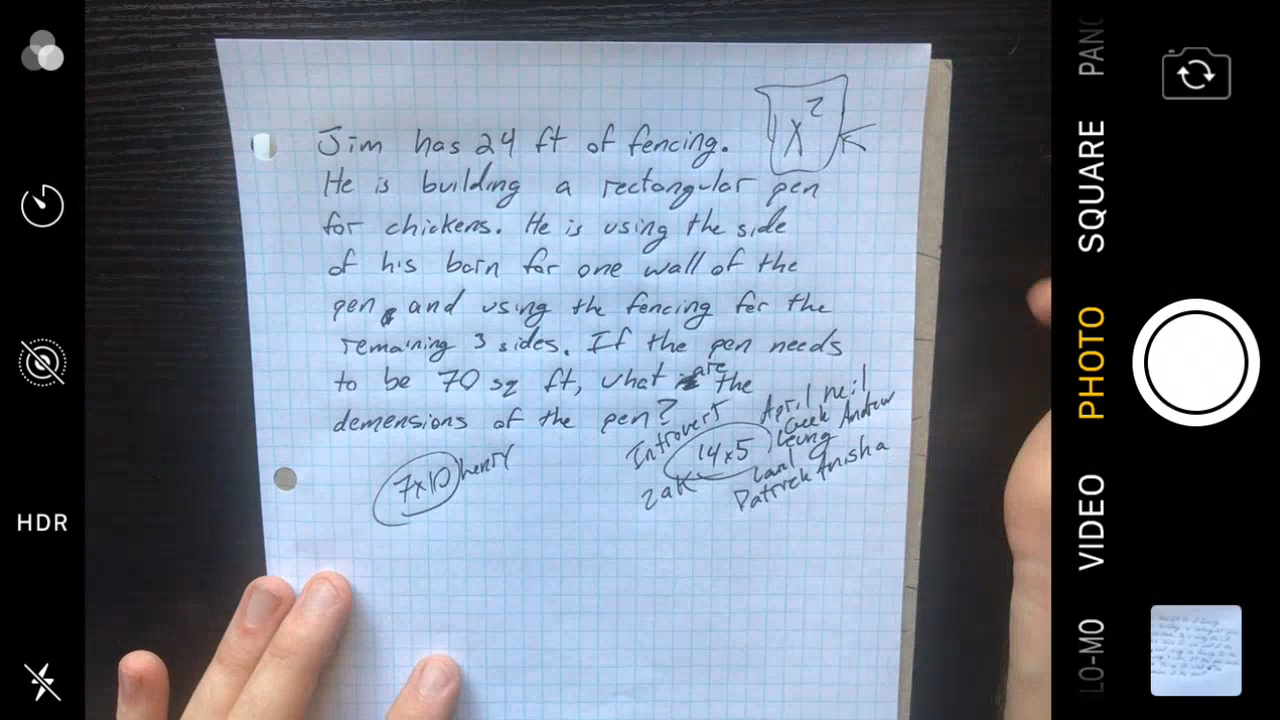 x²
Jim has 24 ft of fencing.
He is building a rectangular pen
for chickens. He is using the side
of his barn for one wall of the
pen, and using the fencing for the
remaining 3 sides. If the pen needs
to be 70 sq ft, what are the
demensions of the pen?
7x10 henry
Introvert
14x5
Zak
April neil
Geek Andrew
Leung
Anisha
Patrick
HDR
PANO
SQUARE
PHOTO
VIDEO
LO-MO